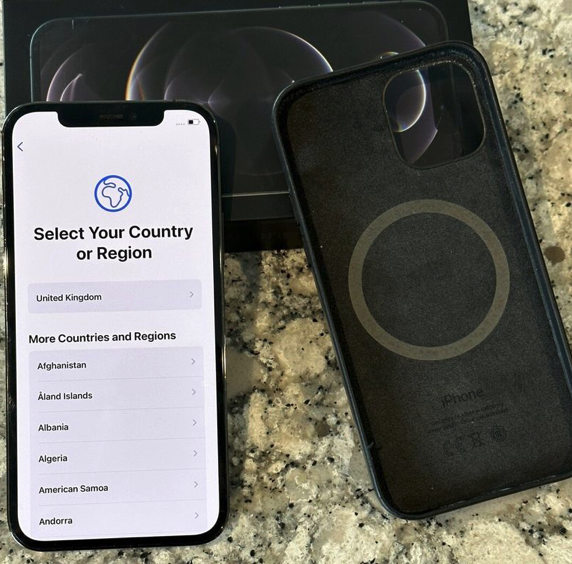 Select Your Country
or Region
United Kingdom
More Countries and Regions
Afghanistan
Åland Islands
Albania
Algeria
American Samoa
Andorra
iPhone